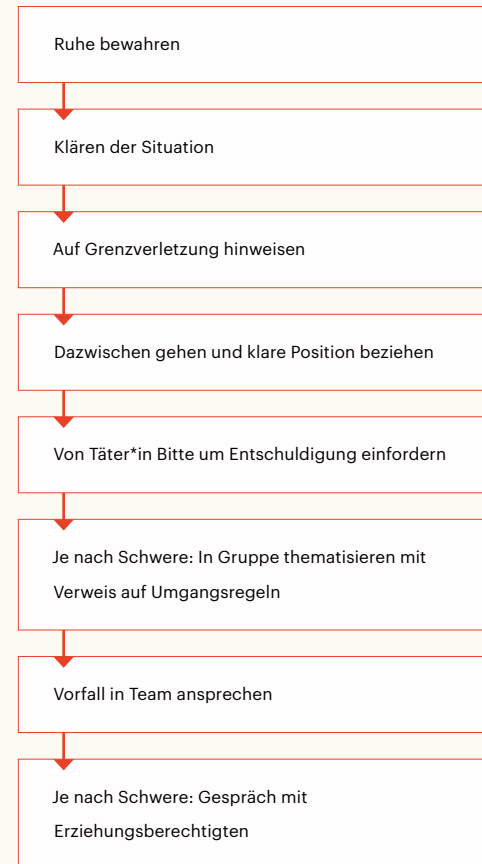 Ruhe bewahren
Klären der Situation
Auf Grenzverletzung hinweisen
Dazwischen gehen und klare Position beziehen
Von Täter*in Bitte um Entschuldigung einfordern
Je nach Schwere: In Gruppe thematisieren mit
Verweis auf Umgangsregeln
Vorfall in Team ansprechen
Je nach Schwere: Gespräch mit
Erziehungsberechtigten